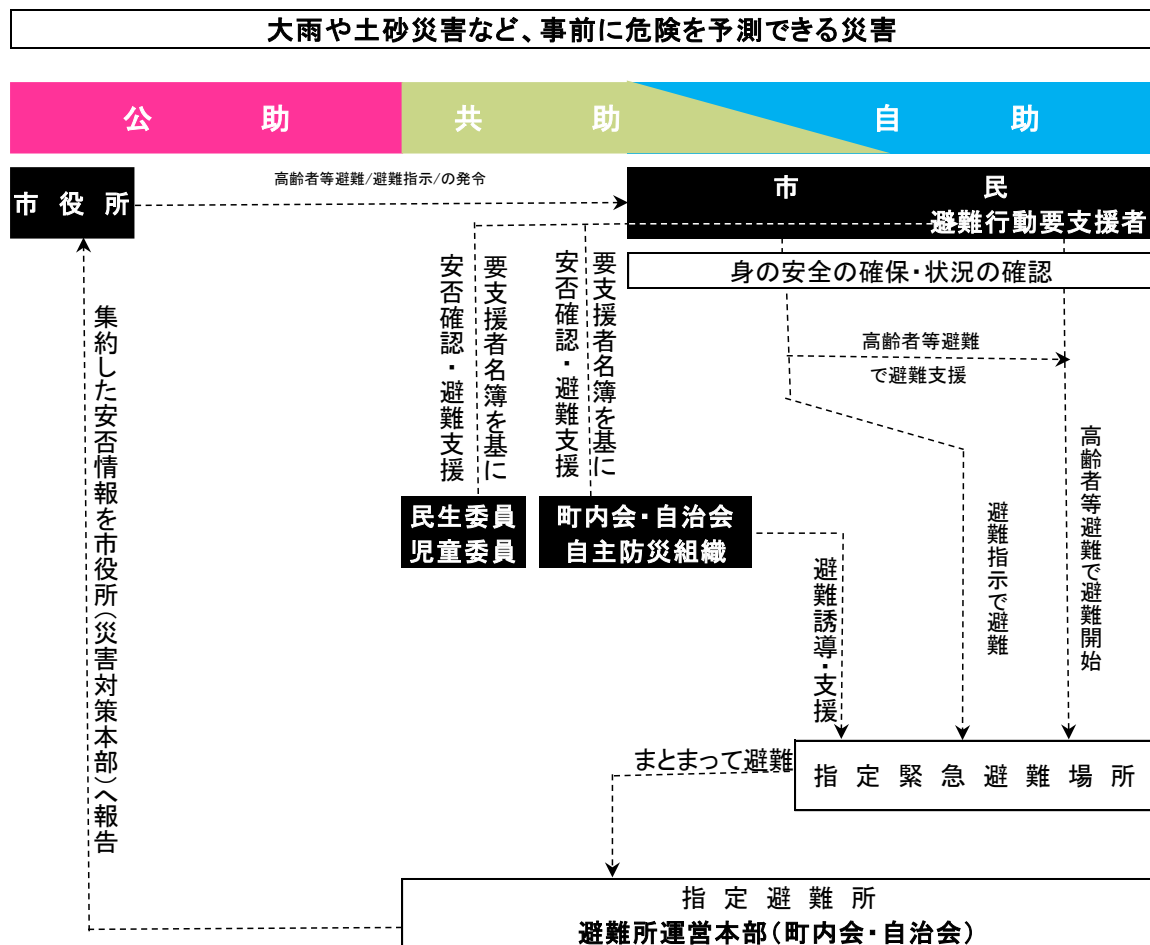 大雨や土砂災害など、事前に危険を予測できる災害
公助
共助
自助
市役所
高齢者等避難/避難指示/の発令
市民
避難行動要支援者
身の安全の確保・状況の確認
要支援者名簿を基に
安否確認・避難支援
要支援者名簿を基に
安否確認・避難支援
高齢者等避難
で避難支援
集約した安否情報を市役所(災害対策本部)へ報告
民生委員
児童委員
町内会・自治会
自主防災組織
避難誘導・支援
避難指示で避難
高齢者等避難で避難開始
まとまって避難
指定緊急避難場所
指定避難所
避難所運営本部(町内会・自治会)